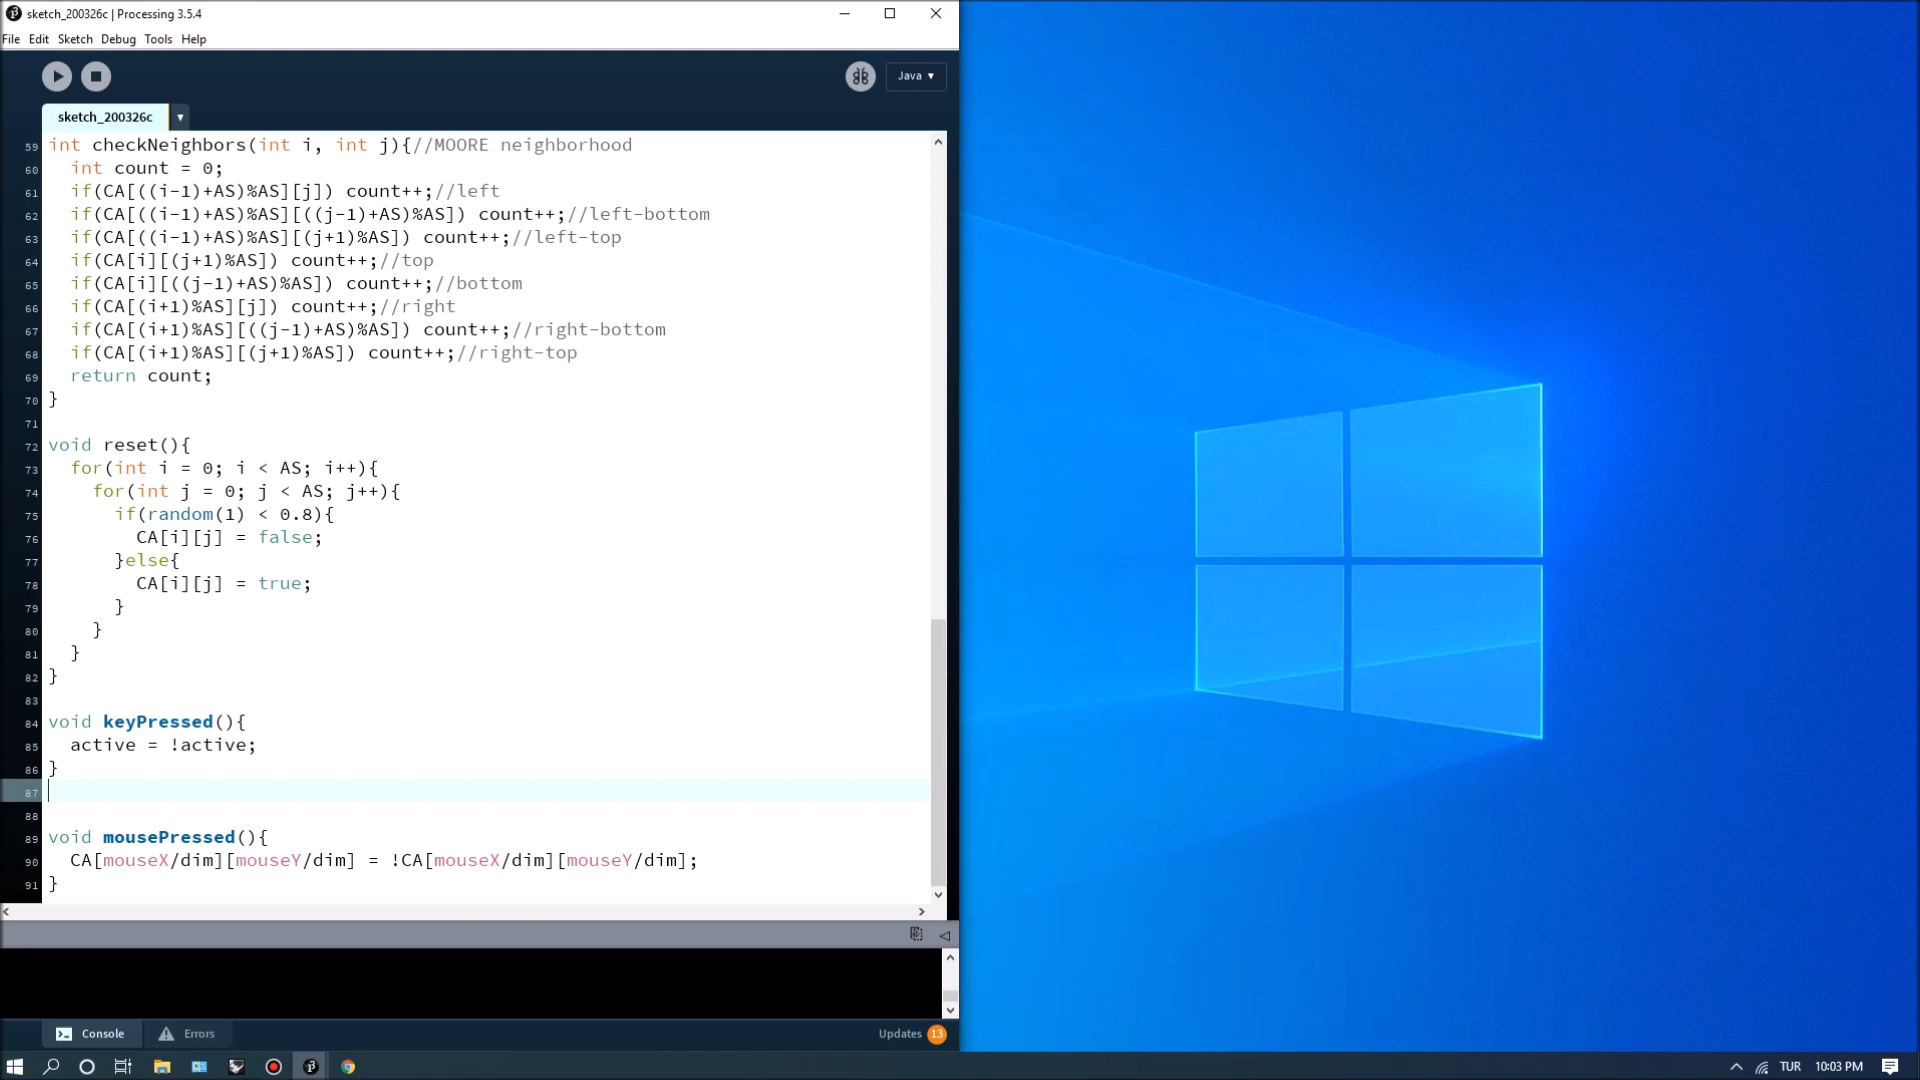 sketch_200326c | Processing 3.5.4
File Edit Sketch Debug Tools Help
Java ▾
sketch_200326c ▾
59 int checkNeighbors(int i, int j){//MOORE neighborhood
60   int count = 0;
61   if(CA[((i-1)+AS)%AS][j]) count++;//left
62   if(CA[((i-1)+AS)%AS][((j-1)+AS)%AS]) count++;//left-bottom
63   if(CA[((i-1)+AS)%AS][(j+1)%AS]) count++;//left-top
64   if(CA[i][(j+1)%AS]) count++;//top
65   if(CA[i][((j-1)+AS)%AS]) count++;//bottom
66   if(CA[(i+1)%AS][j]) count++;//right
67   if(CA[(i+1)%AS][((j-1)+AS)%AS]) count++;//right-bottom
68   if(CA[(i+1)%AS][(j+1)%AS]) count++;//right-top
69   return count;
70 }
71
72 void reset(){
73   for(int i = 0; i < AS; i++){
74     for(int j = 0; j < AS; j++){
75       if(random(1) < 0.8){
76         CA[i][j] = false;
77       }else{
78         CA[i][j] = true;
79       }
80     }
81   }
82 }
83
84 void keyPressed(){
85   active = !active;
86 }
87
88
89 void mousePressed(){
90   CA[mouseX/dim][mouseY/dim] = !CA[mouseX/dim][mouseY/dim];
91 }
Console Errors Updates 13
TUR 10:03 PM